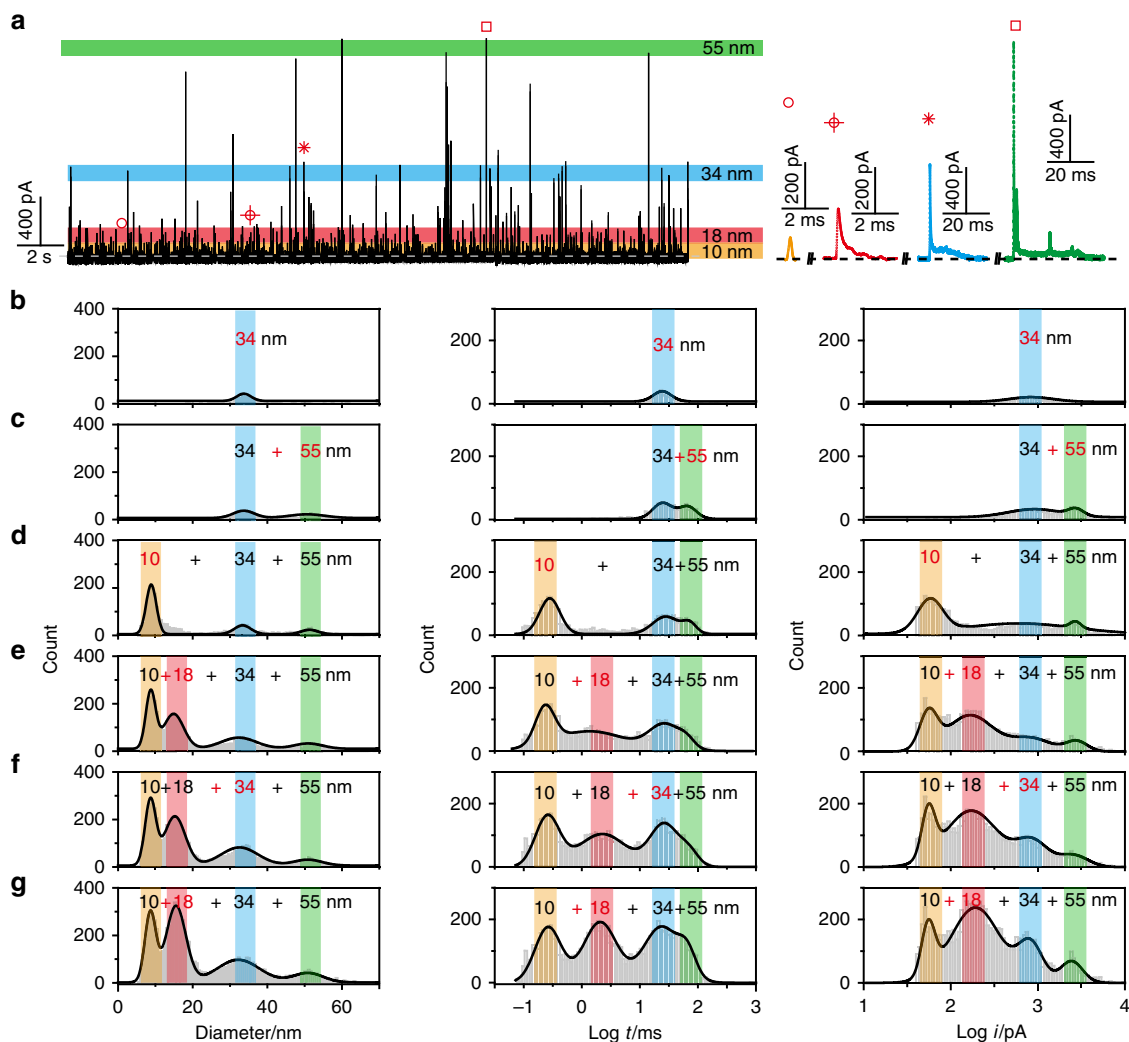 a
55 nm
34 nm
18 nm
10 nm
400 pA
2 s
200 pA
2 ms
200 pA
2 ms
400 pA
20 ms
400 pA
20 ms
b
400
200
0
34 nm
200
0
34 nm
200
0
34 nm
c
400
200
0
34 + 55 nm
200
0
34+55 nm
200
0
34 + 55 nm
d
400
200
0
10 + 34 + 55 nm
200
0
10 + 34+55 nm
200
0
10 + 34 + 55 nm
Count
Count
Count
e
400
200
0
10+18 + 34 + 55 nm
200
0
10 + 18 + 34+55 nm
200
0
10 + 18 + 34 + 55 nm
f
400
200
0
10+18 + 34 + 55 nm
200
0
10 + 18 + 34+55 nm
200
0
10 + 18 + 34 + 55 nm
g
400
200
0
10+18 + 34 + 55 nm
200
0
10 + 18 + 34+55 nm
200
0
10 + 18 + 34 + 55 nm
0 20 40 60
Diameter/nm
−1 0 1 2 3
Log t/ms
1 2 3 4
Log i/pA